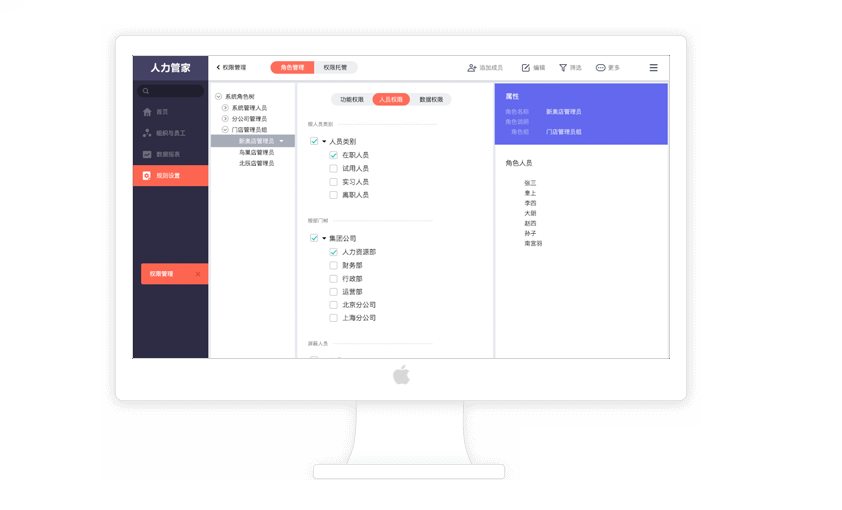 人力管家
权限管理
角色管理
权限托管
添加成员
编辑
筛选
更多
首页
组织与员工
数据报表
规则设置
权限管理
系统角色树
系统管理人员
分公司管理员
门店管理员组
新奥店管理员
鸟巢店管理员
北辰店管理员
功能权限
人员权限
数据权限
按人员类别
人员类别
在职人员
试用人员
实习人员
离职人员
按部门树
集团公司
人力资源部
财务部
行政部
运营部
北京分公司
上海分公司
屏蔽人员
属性
角色名称 新奥店管理员
角色说明
角色组 门店管理员组
角色人员
张三
皇上
李四
大胆
赵四
孙子
南宫羽